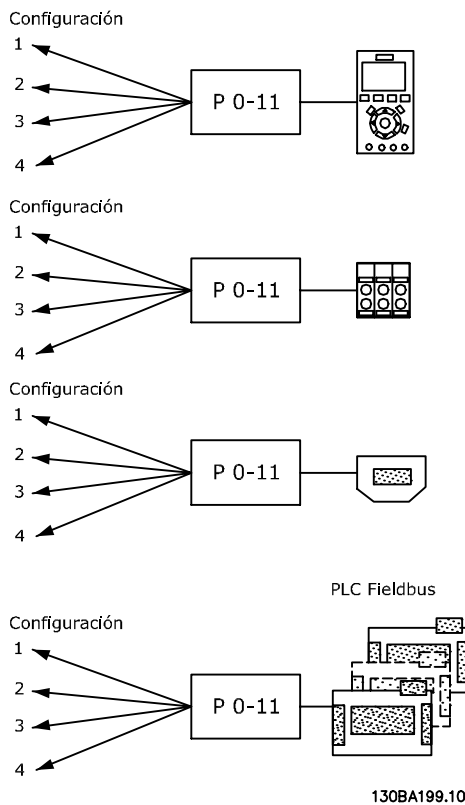 Configuración
1
2
3
4
P 0-11
Configuración
1
2
3
4
P 0-11
Configuración
1
2
3
4
P 0-11
PLC Fieldbus
Configuración
1
2
3
4
P 0-11
130BA199.10